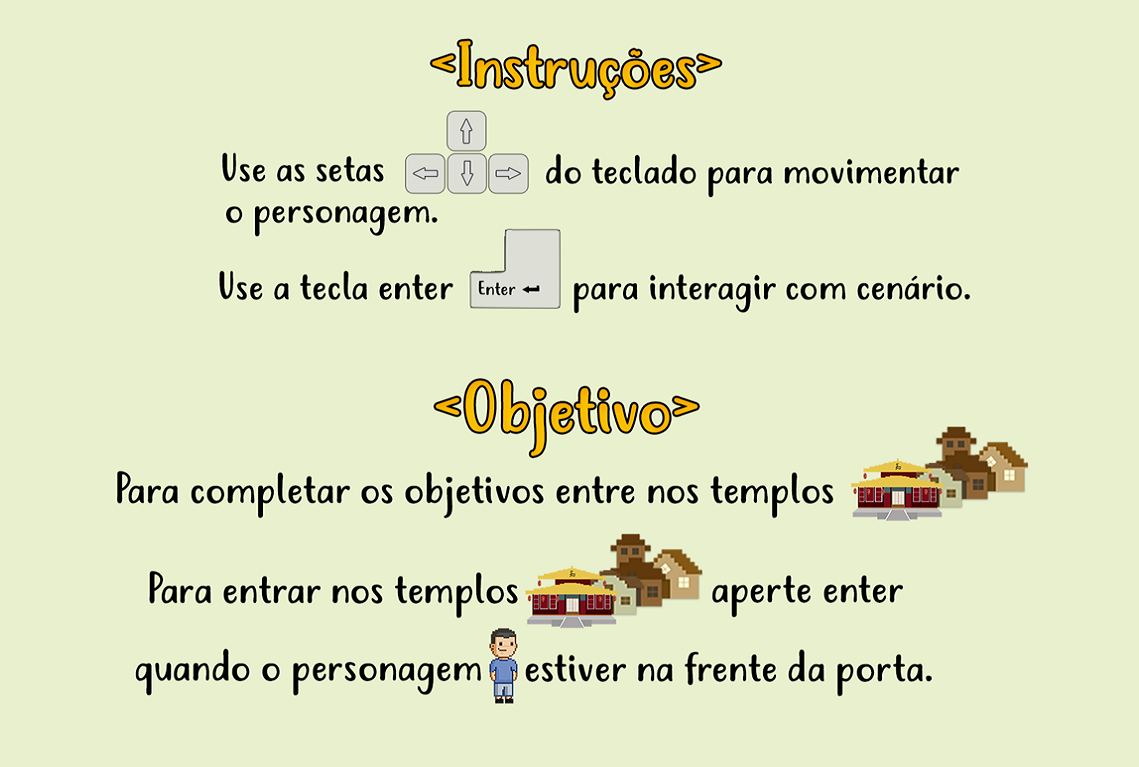 <Instruções>
Use as setas do teclado para movimentar
o personagem.
Use a tecla enter Enter para interagir com cenário.
<Objetivo>
Para completar os objetivos entre nos templos
Para entrar nos templos aperte enter
quando o personagem estiver na frente da porta.